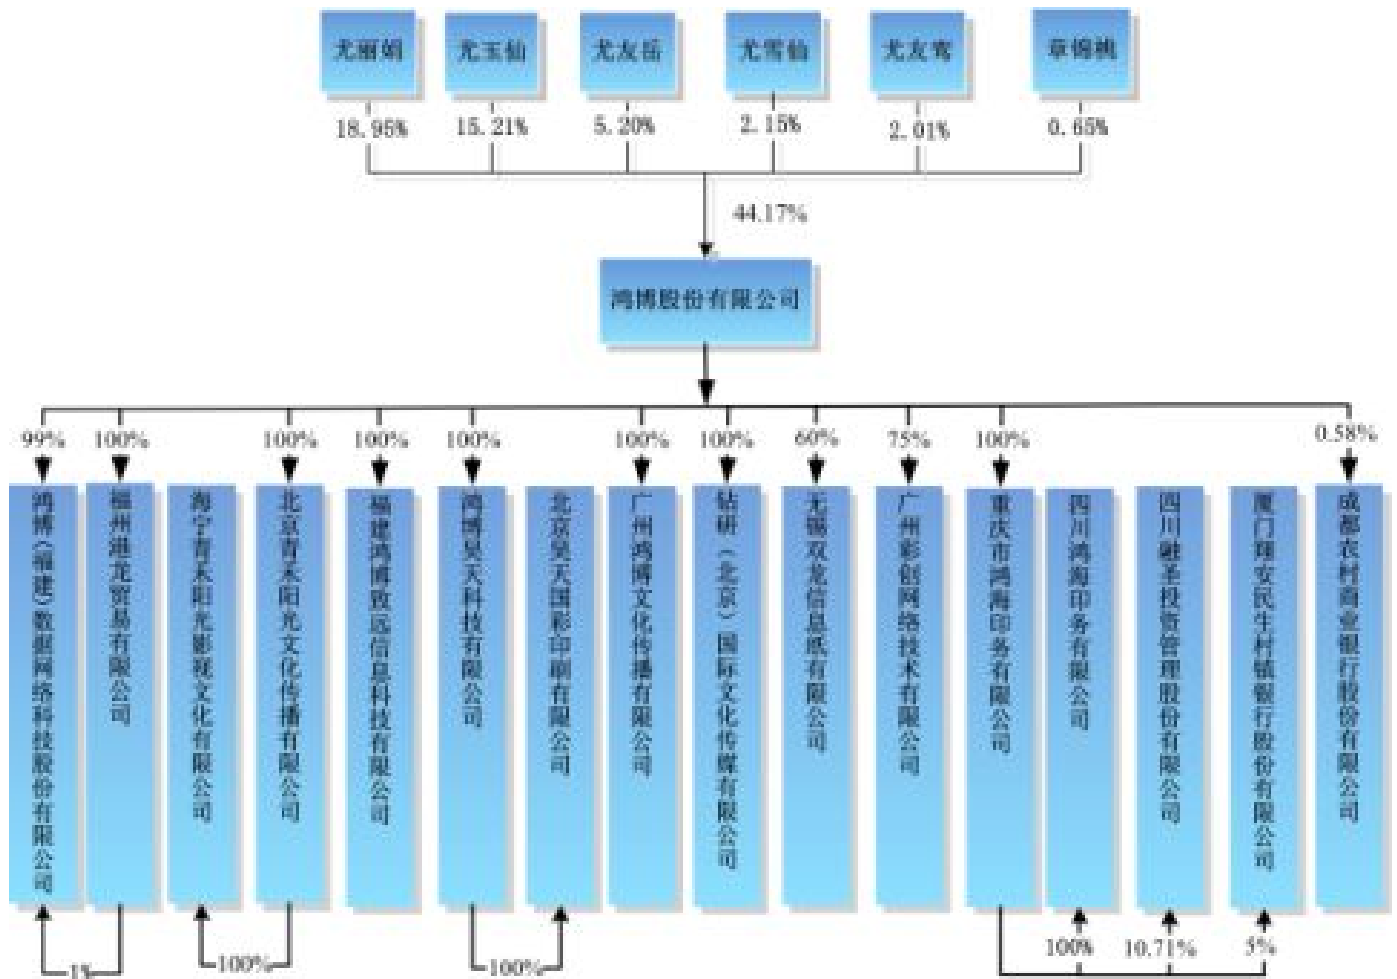 尤丽娟 尤玉仙 尤友岳 尤雪仙 尤友鸾 章锦桃
18.95% 15.21% 5.20% 2.15% 2.01% 0.65%
44.17%
鸿博股份有限公司
99% 100% 100% 100% 100% 100% 100% 60% 75% 100% 0.58%
鸿博(福建)数据网络科技股份有限公司
福州港龙贸易有限公司
海宁青禾阳光影视文化有限公司
北京青禾阳光文化传播有限公司
福建鸿博致远信息科技有限公司
鸿博昊天科技有限公司
北京昊天国彩印刷有限公司
广州鸿博文化传播有限公司
钻研(北京)国际文化传媒有限公司
无锡双龙信息纸有限公司
广州彩创网络技术有限公司
重庆市鸿海印务有限公司
四川鸿海印务有限公司
四川融圣投资管理股份有限公司
厦门翔安民生村镇银行股份有限公司
成都农村商业银行股份有限公司
1% 100% 100% 100% 10.71% 5%